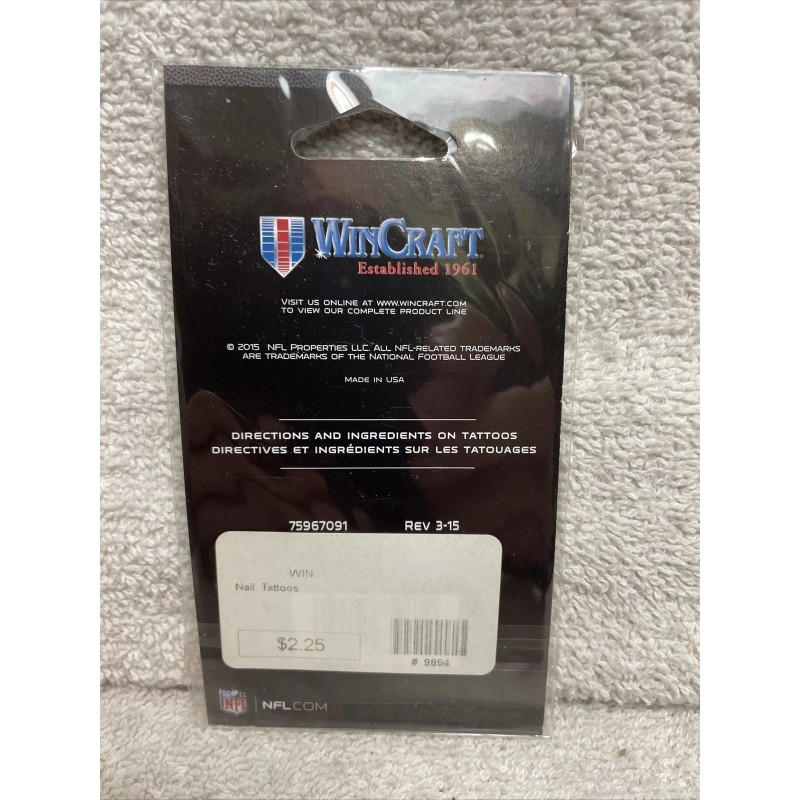 WINCRAFT
Established 1961
VISIT US ONLINE AT WWW.WINCRAFT.COM
TO VIEW OUR COMPLETE PRODUCT LINE
© 2015 NFL PROPERTIES LLC. ALL NFL-RELATED TRADEMARKS
ARE TRADEMARKS OF THE NATIONAL FOOTBALL LEAGUE
MADE IN USA
DIRECTIONS AND INGREDIENTS ON TATTOOS
DIRECTIVES ET INGRÉDIENTS SUR LES TATOUAGES
75967091 REV 3-15
WIN
Nail Tattoos
$2.25
# 9894
NFL | NFL.COM